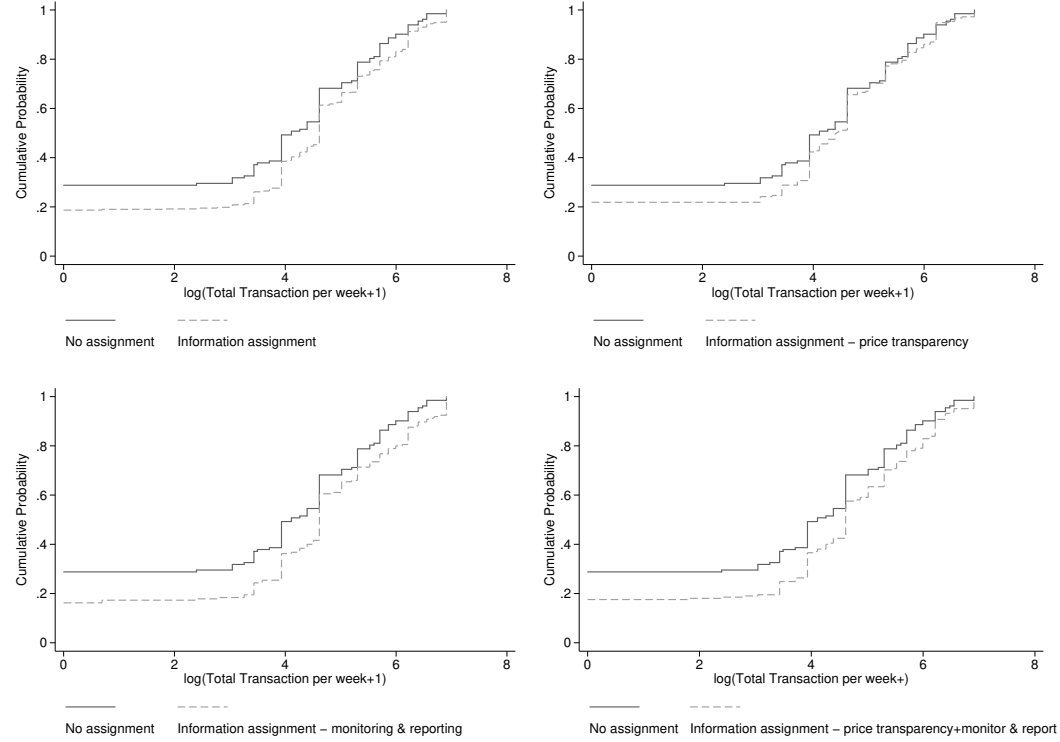 1
.8
.6
.4
.2
0
Cumulative Probability
0 2 4 6 8
log(Total Transaction per week+1)
No assignment Information assignment
1
.8
.6
.4
.2
0
Cumulative Probability
0 2 4 6 8
log(Total Transaction per week+1)
No assignment Information assignment − price transparency
1
.8
.6
.4
.2
0
Cumulative Probability
0 2 4 6 8
log(Total Transaction per week+1)
No assignment Information assignment − monitoring & reporting
1
.8
.6
.4
.2
0
Cumulative Probability
0 2 4 6 8
log(Total Transaction per week+)
No assignment Information assignment − price transparency+monitor & report